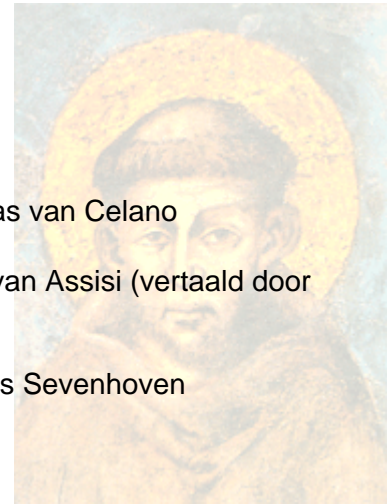 as van Celano
van Assisi (vertaald door
s Sevenhoven